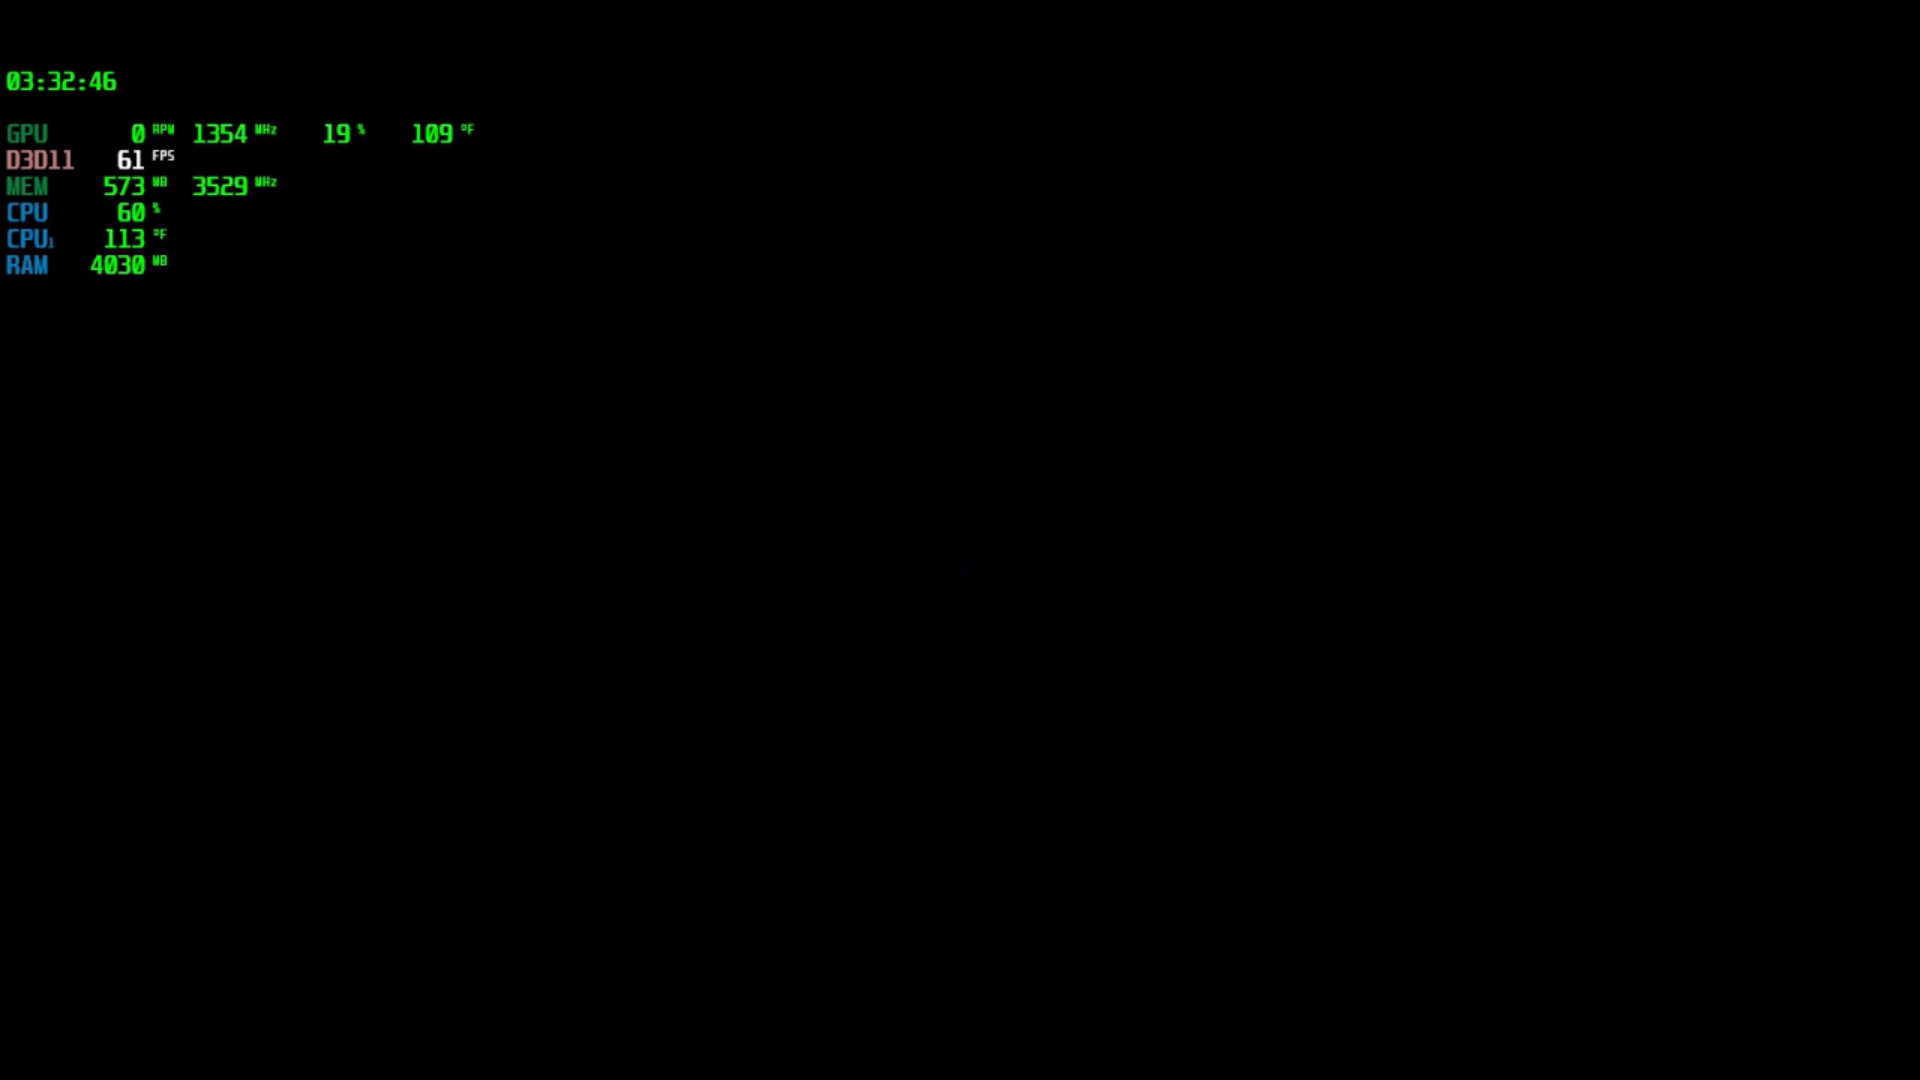 03:32:46
GPU 0 RPM 1354 MHz 19 % 109 °F
D3D11 61 FPS
MEM 573 MB 3529 MHz
CPU 60 %
CPU1 113 °F
RAM 4030 MB